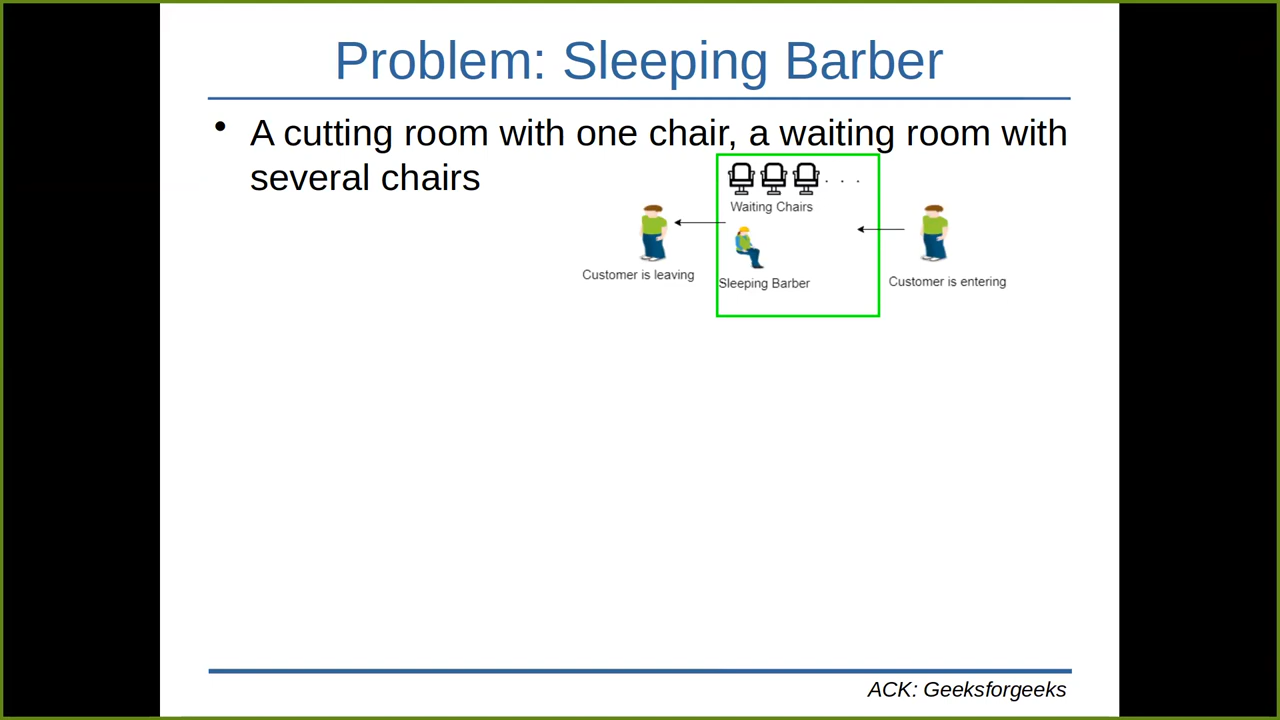 Problem: Sleeping Barber
• A cutting room with one chair, a waiting room with
several chairs
. . .
Waiting Chairs
Customer is leaving
Sleeping Barber
Customer is entering
ACK: Geeksforgeeks